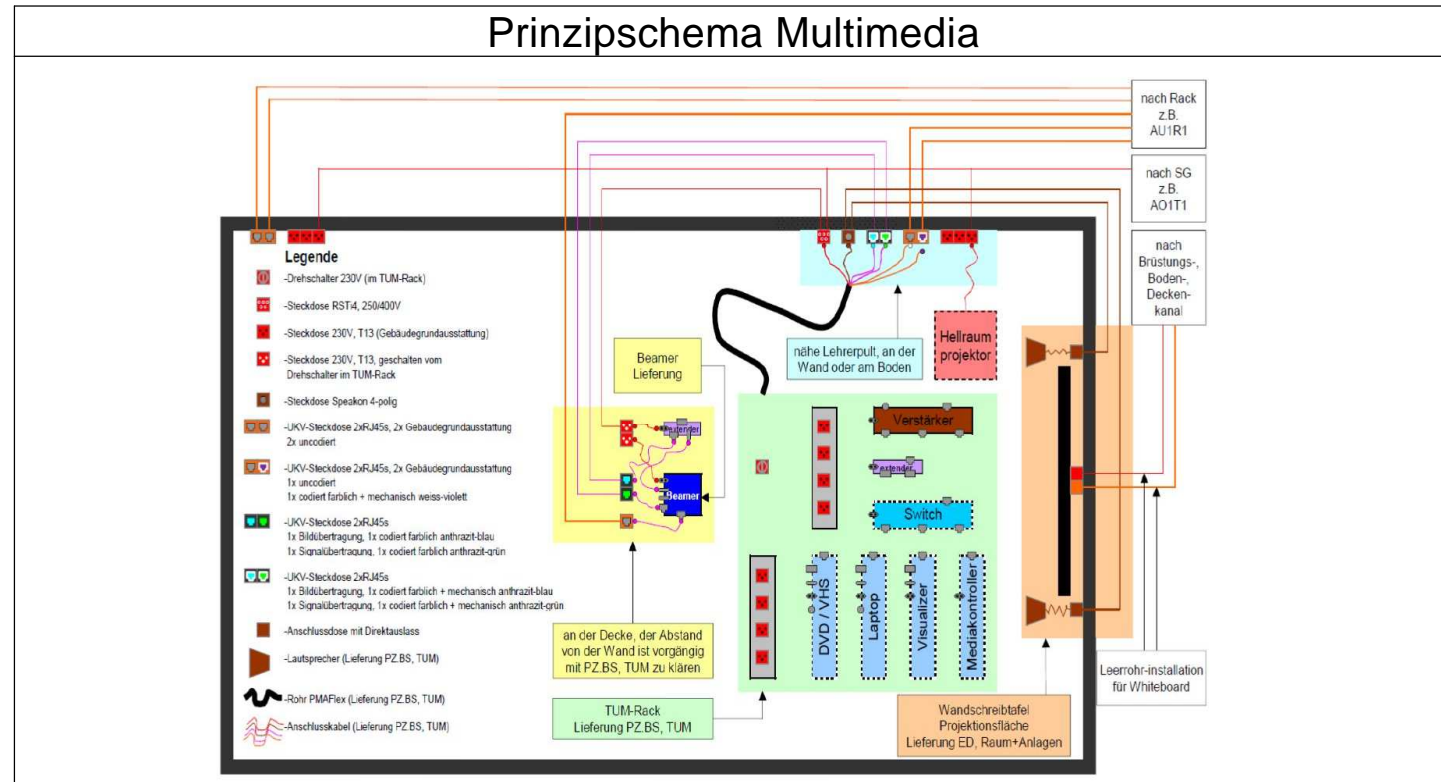 Prinzipschema Multimedia
nach Rack
z.B.
AU1R1
nach SG
z.B.
AO1T1
nach
Brüstungs-,
Boden-,
Decken-
kanal
Legende
-Drehschalter 230V (im TUM-Rack)
-Steckdose RSTi4, 250/400V
-Steckdose 230V, T13 (Gebäudegrundausstattung)
-Steckdose 230V, T13, geschalten vom
Drehschalter im TUM-Rack
-Steckdose Speakon 4-polig
-UKV-Steckdose 2xRJ45s, 2x Gebäudegrundausstattung
2x uncodiert
-UKV-Steckdose 2xRJ45s, 2x Gebäudegrundausstattung
1x uncodiert
1x codiert farblich + mechanisch weiss-violett
-UKV-Steckdose 2xRJ45s
1x Bildübertragung, 1x codiert farblich anthrazit-blau
1x Signalübertragung, 1x codiert farblich anthrazit-grün
-UKV-Steckdose 2xRJ45s
1x Bildübertragung, 1x codiert farblich + mechanisch anthrazit-blau
1x Signalübertragung, 1x codiert farblich + mechanisch anthrazit-grün
-Anschlussdose mit Direktauslass
-Lautsprecher (Lieferung PZ.BS, TUM)
-Rohr PMAFlex (Lieferung PZ.BS, TUM)
-Anschlusskabel (Lieferung PZ.BS, TUM)
Beamer
Lieferung
nähe Lehrerpult, an der
Wand oder am Boden
Hellraum
projektor
extender
Beamer
Verstärker
extender
Switch
DVD / VHS
Laptop
Visualizer
Mediakontroller
an der Decke, der Abstand
von der Wand ist vorgängig
mit PZ.BS, TUM zu klären
TUM-Rack
Lieferung PZ.BS, TUM
Wandschreibtafel
Projektionsfläche
Lieferung ED, Raum+Anlagen
Leerrohr-installation
für Whiteboard